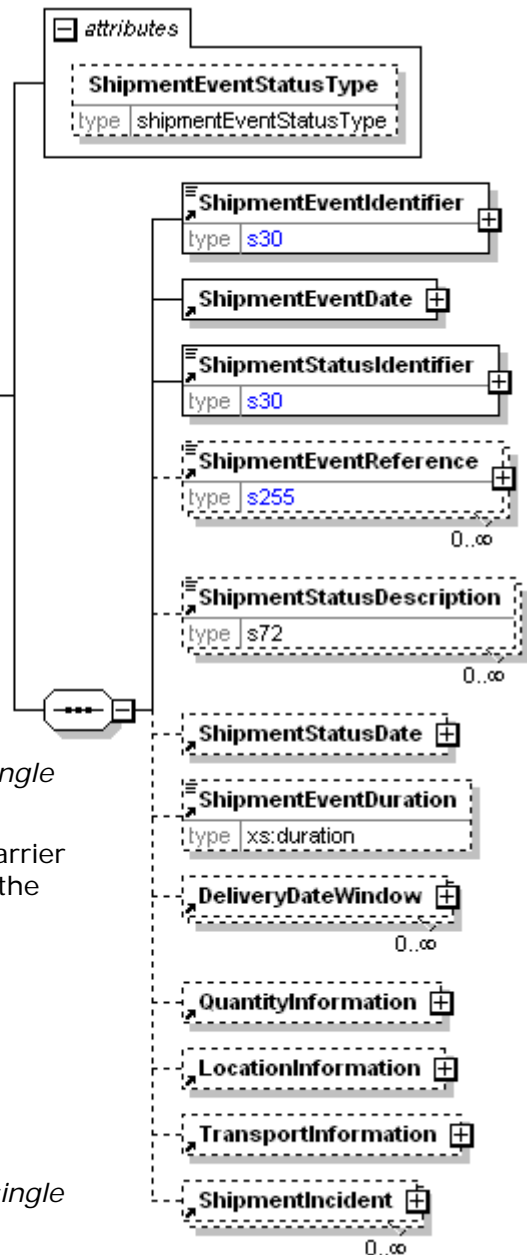 attributes
ShipmentEventStatusType
type shipmentEventStatusType
ShipmentEventIdentifier
type s30
ShipmentEventDate
ShipmentStatusIdentifier
type s30
ShipmentEventReference
type s255
0..∞
ShipmentStatusDescription
type s72
0..∞
ShipmentStatusDate
ngle
ShipmentEventDuration
type xs:duration
arrier
the
DeliveryDateWindow
0..∞
QuantityInformation
LocationInformation
TransportInformation
single
ShipmentIncident
0..∞